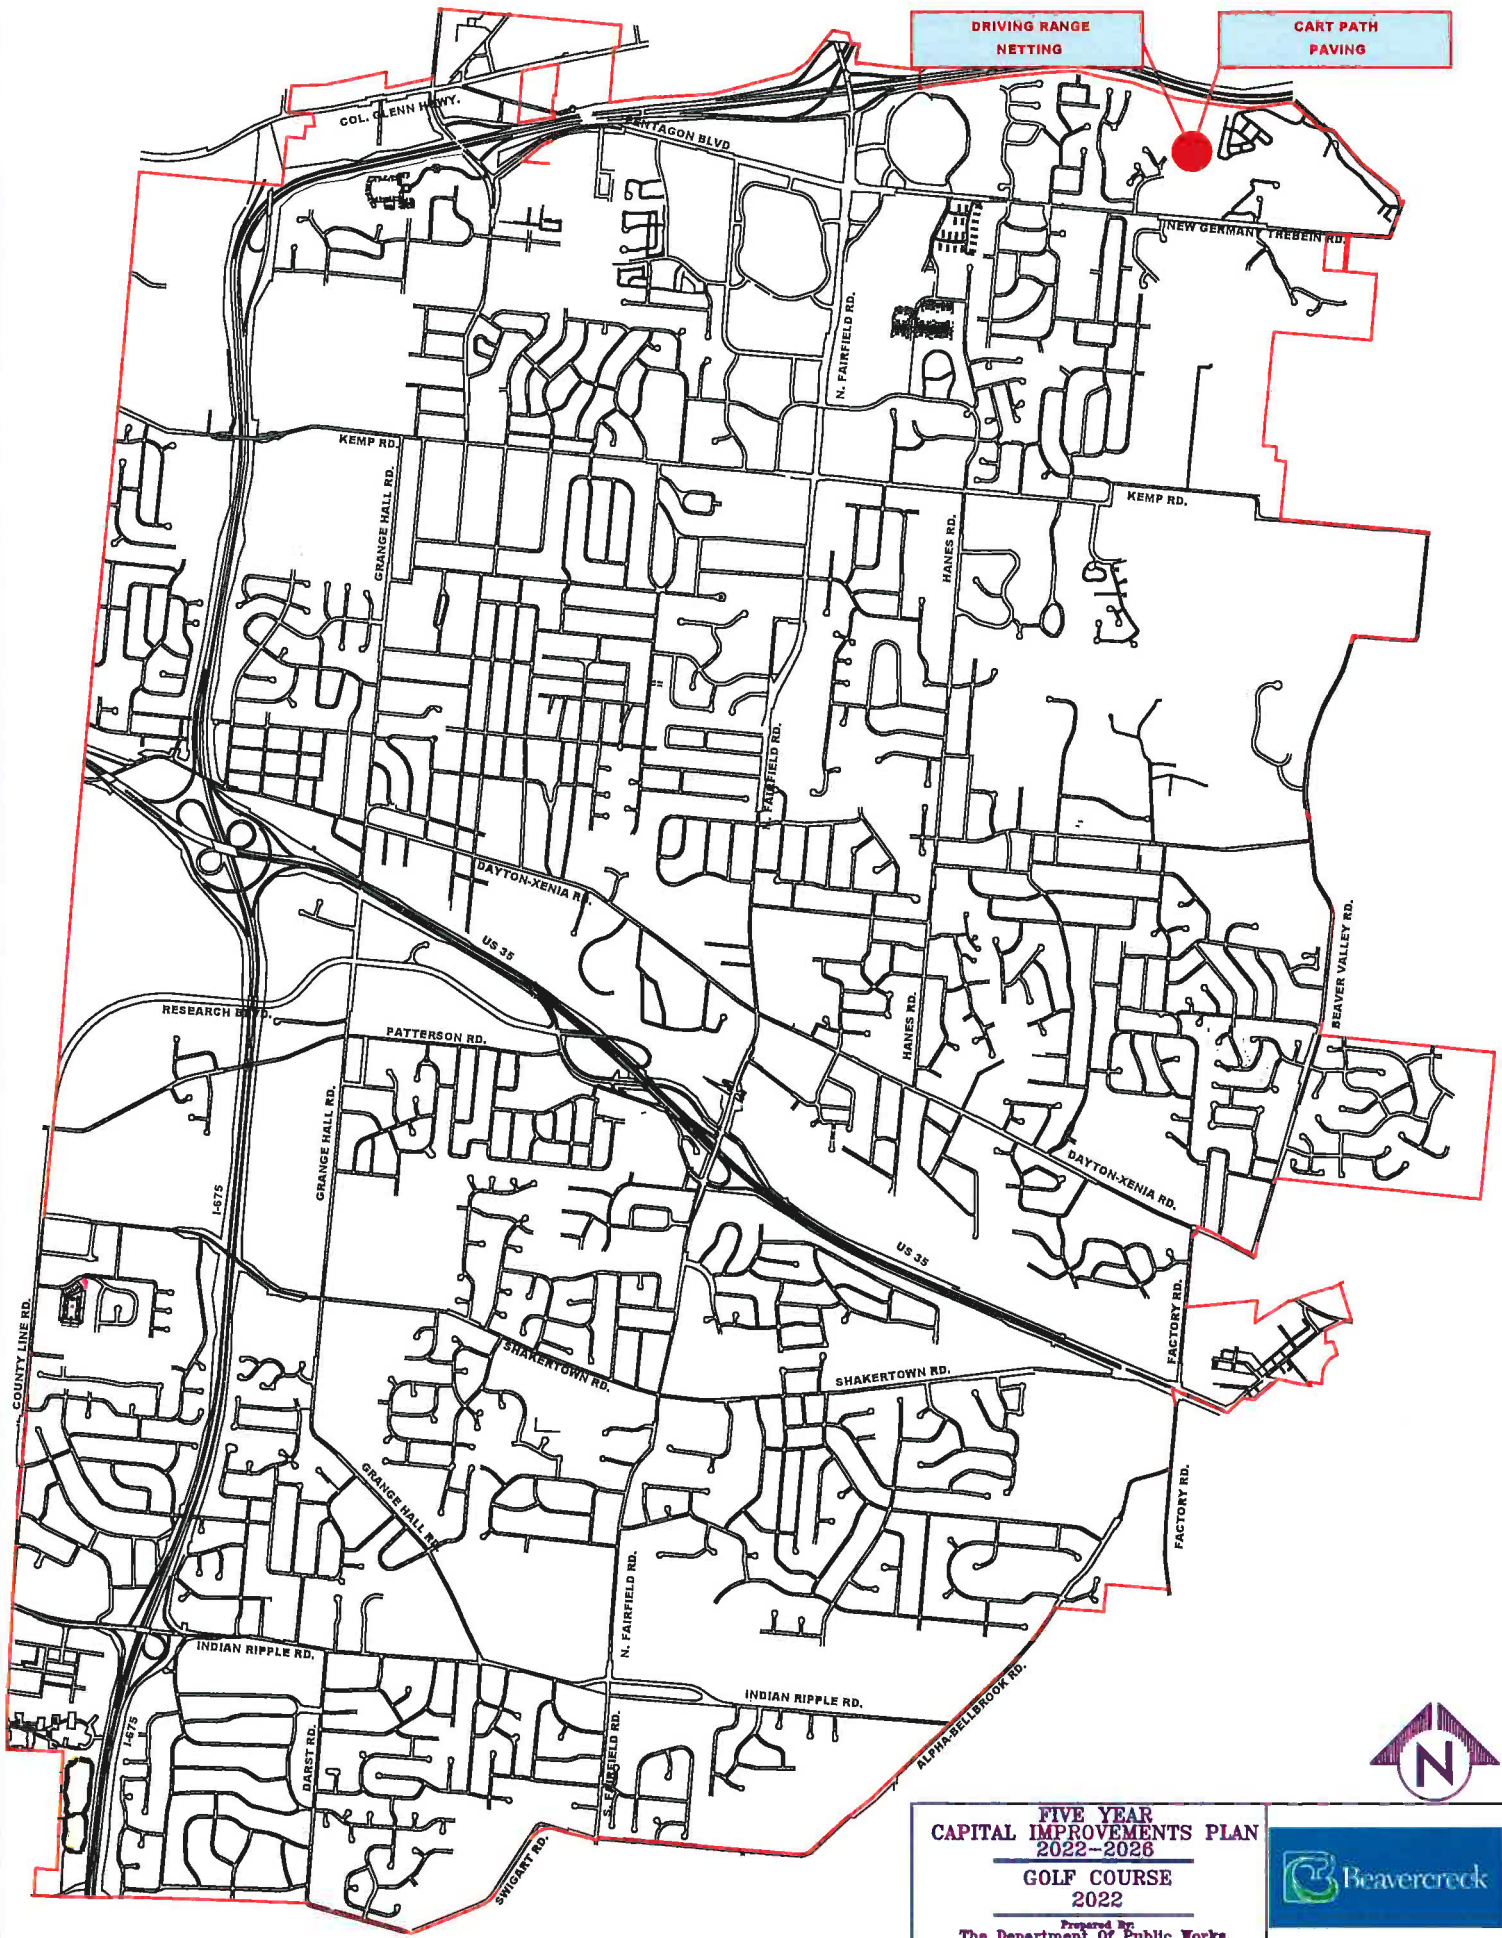 DRIVING RANGE
NETTING
CART PATH
PAVING
COL. GLENN HWY.
PENTAGON BLVD
NEW GERMANY TREBEIN RD.
N. FAIRFIELD RD.
KEMP RD.
KEMP RD.
GRANGE HALL RD.
HANES RD.
N. FAIRFIELD RD.
DAYTON-XENIA RD.
US 35
BEAVER VALLEY RD.
RESEARCH BLVD.
PATTERSON RD.
HANES RD.
GRANGE HALL RD.
I-675
DAYTON-XENIA RD.
US 35
COUNTY LINE RD.
FACTORY RD.
SHAKERTOWN RD.
SHAKERTOWN RD.
GRANGE HALL RD.
FACTORY RD.
N. FAIRFIELD RD.
INDIAN RIPPLE RD.
INDIAN RIPPLE RD.
ALPHA-BELLBROOK RD.
I-675
DARST RD.
S. FAIRFIELD RD.
SWIGART RD.
N
FIVE YEAR
CAPITAL IMPROVEMENTS PLAN
2022-2026
GOLF COURSE
2022
Prepared By:
The Department Of Public Works
Beavercreek